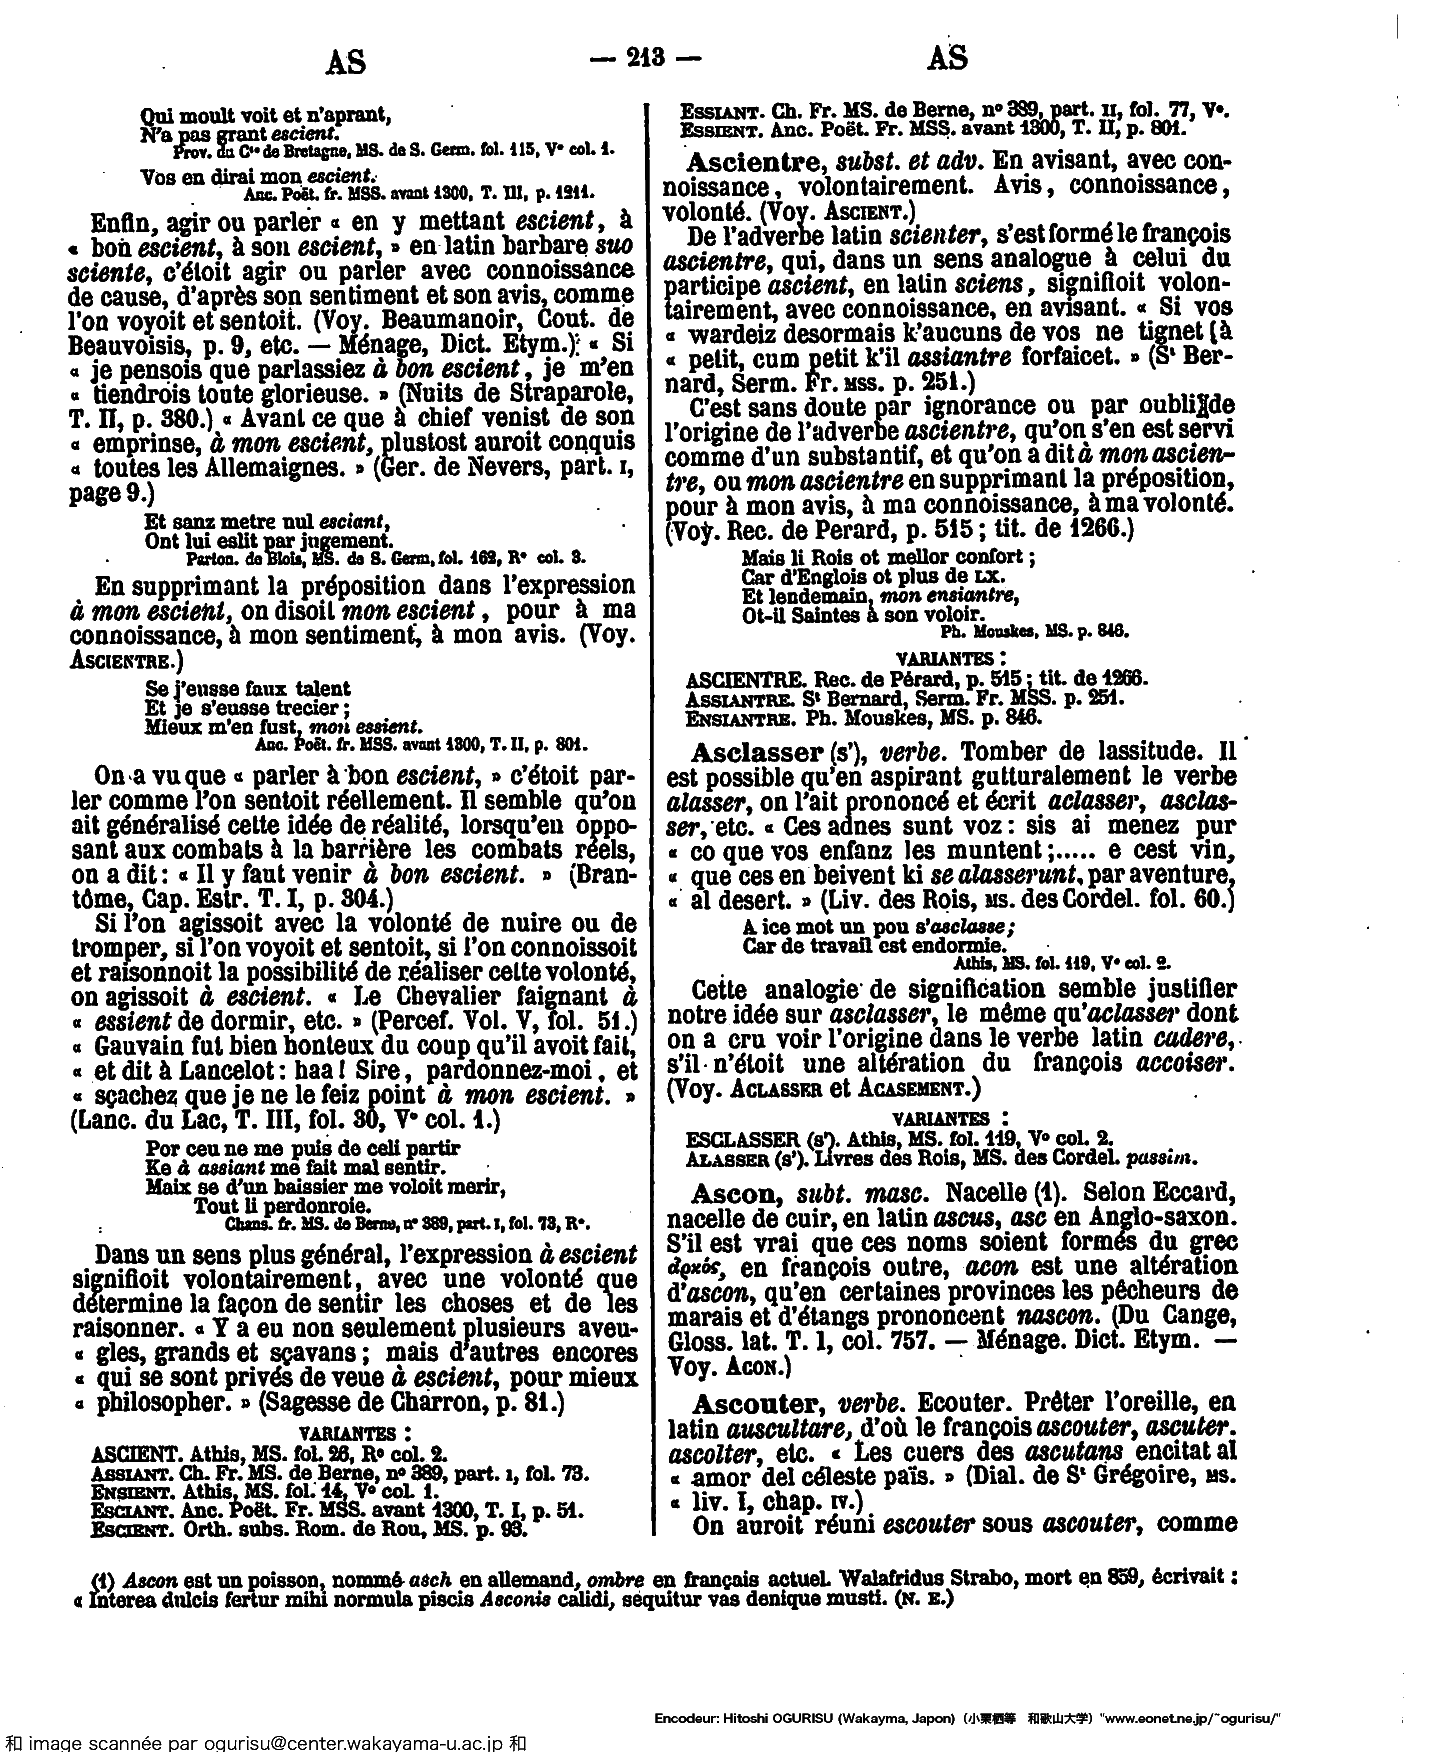 AS
— 213 —
AS
Qui moult voit et n'aprant,
N'a pas grant escient.
Prov. du Cte de Bretagne, MS. de S. Germ. fol. 115, Vo col. 1.
Vos en dirai mon escient.
Anc. Poët. fr. MSS. avant 1300, T. III, p. 1211.
Enfin, agir ou parler « en y mettant escient, à
« bon escient, à son escient, » en latin barbare suo
sciente, c'étoit agir ou parler avec connoissance
de cause, d'après son sentiment et son avis, comme
l'on voyoit et sentoit. (Voy. Beaumanoir, Cout. de
Beauvoisis, p. 9, etc. — Ménage, Dict. Etym.) « Si
« je pensois que parlassiez à bon escient, je m'en
« tiendrois toute glorieuse. » (Nuits de Straparole,
T. II, p. 380.) « Avant ce que à chief venist de son
« emprinse, à mon escient, plustost auroit conquis
« toutes les Allemaignes. » (Ger. de Nevers, part. I,
page 9.)
Et sanz metre nul esciant,
Ont lui eslit par jugement.
Parton. de Blois, MS. de S. Germ, fol. 162, Ro col. 3.
En supprimant la préposition dans l'expression
à mon escient, on disoit mon escient, pour à ma
connoissance, à mon sentiment, à mon avis. (Voy.
ASCIENTRE.)
Se j'eusse faux talent
Et je s'eusse trecier ;
Mieux m'en fust, mon essient.
Anc. Poët. fr. MSS. avant 1300, T. II, p. 801.
On a vu que « parler à bon escient, » c'étoit par-
ler comme l'on sentoit réellement. Il semble qu'on
ait généralisé cette idée de réalité, lorsqu'en oppo-
sant aux combats à la barrière les combats réels,
on a dit : « Il y faut venir à bon escient. » (Bran-
tôme, Cap. Estr. T. I, p. 304.)
Si l'on agissoit avec la volonté de nuire ou de
tromper, si l'on voyoit et sentoit, si l'on connoissoit
et raisonnoit la possibilité de réaliser cette volonté,
on agissoit à escient. « Le Chevalier faignant à
« essient de dormir, etc. » (Percef. Vol. V, fol. 51.)
« Gauvain fut bien honteux du coup qu'il avoit fait,
« et dit à Lancelot : haa ! Sire, pardonnez-moi, et
« sçachez que je ne le feiz point à mon escient. »
(Lanc. du Lac, T. III, fol. 30, Vo col. 1.)
Por ceu ne me puis de celi partir
Ke à assiant me fait mal sentir.
Maix se d'un baissier me voloit merir,
Tout li perdonroie.
Chans. fr. MS. de Berne, no 389, part. I, fol. 73, Ro.
Dans un sens plus général, l'expression à escient
signifioit volontairement, avec une volonté que
détermine la façon de sentir les choses et de les
raisonner. « Y a eu non seulement plusieurs aveu-
« gles, grands et sçavans ; mais d'autres encores
« qui se sont privés de veue à escient, pour mieux
« philosopher. » (Sagesse de Charron, p. 81.)
VARIANTES :
ASCIENT. Athis, MS. fol. 26, Ro col. 2.
ASSIANT. Ch. Fr. MS. de Berne, no 389, part. I, fol. 73.
ENSIENT. Athis, MS. fol. 14, Vo col. 1.
ESCIANT. Anc. Poët. Fr. MSS. avant 1300, T. I, p. 51.
ESCIENT. Orth. subs. Rom. de Rou, MS. p. 93.
ESSIANT. Ch. Fr. MS. de Berne, no 389, part. II, fol. 77, Vo.
ESSIENT. Anc. Poët. Fr. MSS. avant 1300, T. II, p. 801.
Ascientre, subst. et adv. En avisant, avec con-
noissance, volontairement. Avis, connoissance,
volonté. (Voy. ASCIENT.)
De l'adverbe latin scienter, s'est formé le françois
ascientre, qui, dans un sens analogue à celui du
participe ascient, en latin sciens, signifioit volon-
tairement, avec connoissance, en avisant. « Si vos
« wardeiz desormais k'aucuns de vos ne tignet (à
« petit, cum petit k'il assiantre forfaicet. » (St Ber-
nard, Serm. Fr. MSS. p. 251.)
C'est sans doute par ignorance ou par oubli de
l'origine de l'adverbe ascientre, qu'on s'en est servi
comme d'un substantif, et qu'on a dit à mon ascien-
tre, ou mon ascientre en supprimant la préposition,
pour à mon avis, à ma connoissance, à ma volonté.
(Voy. Rec. de Perard, p. 515 ; tit. de 1266.)
Mais li Rois ot mellor confort ;
Car d'Englois ot plus de LX.
Et lendemain, mon ensiantre,
Ot-il Saintes à son voloir.
Ph. Mouskes, MS. p. 846.
VARIANTES :
ASCIENTRE. Rec. de Pérard, p. 515 ; tit. de 1266.
ASSIANTRE. St Bernard, Serm. Fr. MSS. p. 251.
ENSIANTRE. Ph. Mouskes, MS. p. 846.
Asclasser (s'), verbe. Tomber de lassitude. Il
est possible qu'en aspirant gutturalement le verbe
alasser, on l'ait prononcé et écrit aclasser, asclas-
ser, etc. « Ces adnes sunt voz : sis ai menez pur
« co que vos enfanz les muntent ;..... e cest vin,
« que ces en beivent ki se alasserunt, par aventure,
« al desert. » (Liv. des Rois, MS. des Cordel. fol. 60.)
A ice mot un pou s'asclasse ;
Car de travail est endormie.
Athis, MS. fol. 119, Vo col. 2.
Cette analogie de signification semble justifier
notre idée sur asclasser, le même qu'aclasser dont
on a cru voir l'origine dans le verbe latin cadere,
s'il n'étoit une altération du françois accoiser.
(Voy. ACLASSER et ACASEMENT.)
VARIANTES :
ESCLASSER (s'). Athis, MS. fol. 119, Vo col. 2.
ALASSER (s'). Livres des Rois, MS. des Cordel. passim.
Ascon, subt. masc. Nacelle (1). Selon Eccard,
nacelle de cuir, en latin ascus, asc en Anglo-saxon.
S'il est vrai que ces noms soient formés du grec
en françois outre, acon est une altération
d'ascon, qu'en certaines provinces les pêcheurs de
marais et d'étangs prononcent nascon. (Du Cange,
Gloss. lat. T. I, col. 757. — Ménage. Dict. Etym. —
Voy. ACON.)
Ascouter, verbe. Ecouter. Prêter l'oreille, en
latin auscultare, d'où le françois ascouter, ascuter.
ascolter, etc. « Les cuers des ascutans encitat al
« amor del céleste païs. » (Dial. de St Grégoire, MS.
« liv. I, chap. IV.)
On auroit réuni escouter sous ascouter, comme
(1) Ascon est un poisson, nommé asch en allemand, ombre en français actuel. Walafridus Strabo, mort en 859, écrivait :
« Interea dulcis fertur mihi normula piscis Asconis calidi, sequitur vas denique musti. (N. E.)
Encodeur: Hitoshi OGURISU (Wakayma, Japon) (小栗栖等 和歌山大学) "www.eonet.ne.jp/~ogurisu/"
和 image scannée par ogurisu@center.wakayama-u.ac.jp 和